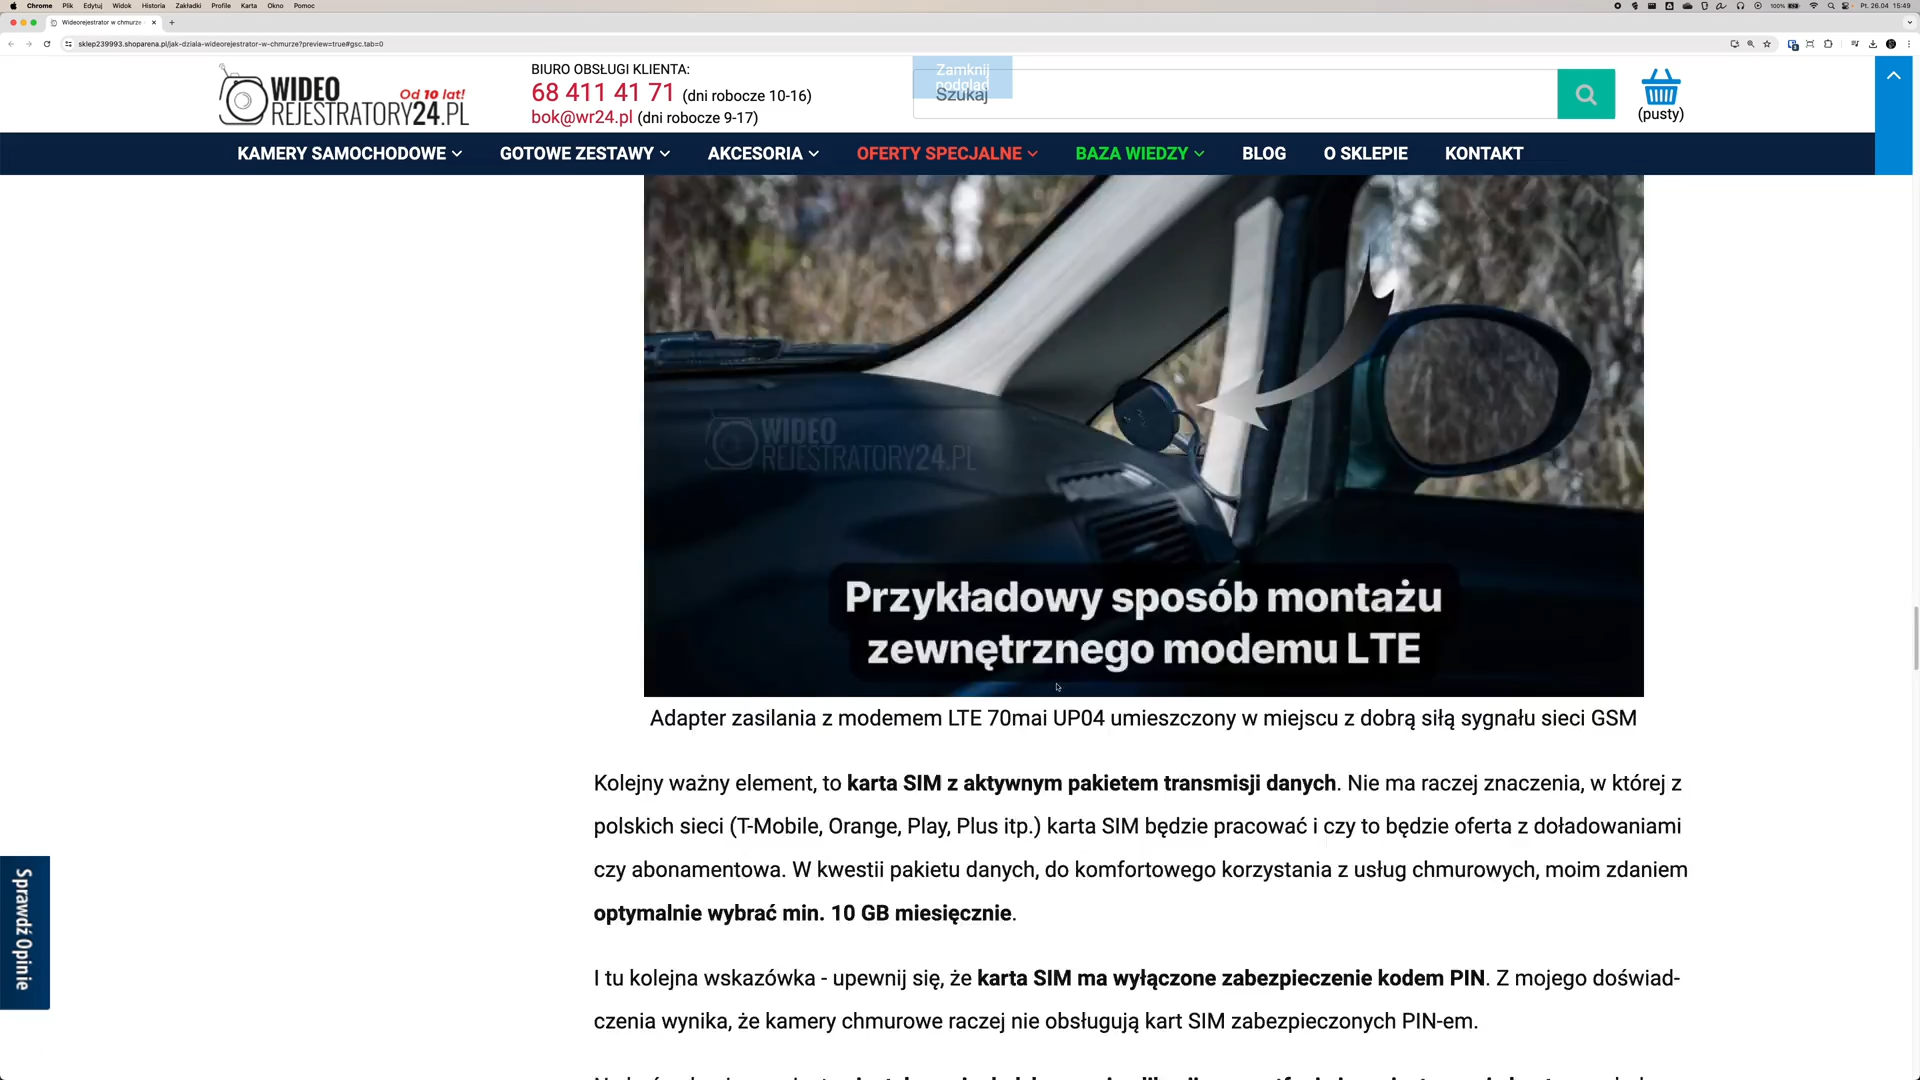 Chrome Plik Edytuj Widok Historia Zakładki Profile Karta Okno Pomoc
100% Pt. 26.04 15:49
Wideorejestrator w chmurze
sklep239993.shoparena.pl/jak-dziala-wideorejestrator-w-chmurze?preview=true#gsc.tab=0
WIDEO
Od 10 lat!
REJESTRATORY24.PL
BIURO OBSŁUGI KLIENTA:
68 411 41 71 (dni robocze 10-16)
bok@wr24.pl (dni robocze 9-17)
Zamknij
podgląd
Szukaj
(pusty)
KAMERY SAMOCHODOWE GOTOWE ZESTAWY AKCESORIA OFERTY SPECJALNE BAZA WIEDZY BLOG O SKLEPIE KONTAKT
WIDEO
REJESTRATORY24.PL
Przykładowy sposób montażu
zewnętrznego modemu LTE
Adapter zasilania z modemem LTE 70mai UP04 umieszczony w miejscu z dobrą siłą sygnału sieci GSM
Kolejny ważny element, to karta SIM z aktywnym pakietem transmisji danych. Nie ma raczej znaczenia, w której z
polskich sieci (T-Mobile, Orange, Play, Plus itp.) karta SIM będzie pracować i czy to będzie oferta z doładowaniami
czy abonamentowa. W kwestii pakietu danych, do komfortowego korzystania z usług chmurowych, moim zdaniem
optymalnie wybrać min. 10 GB miesięcznie.
I tu kolejna wskazówka - upewnij się, że karta SIM ma wyłączone zabezpieczenie kodem PIN. Z mojego doświad-
czenia wynika, że kamery chmurowe raczej nie obsługują kart SIM zabezpieczonych PIN-em.
Sprawdź Opinie